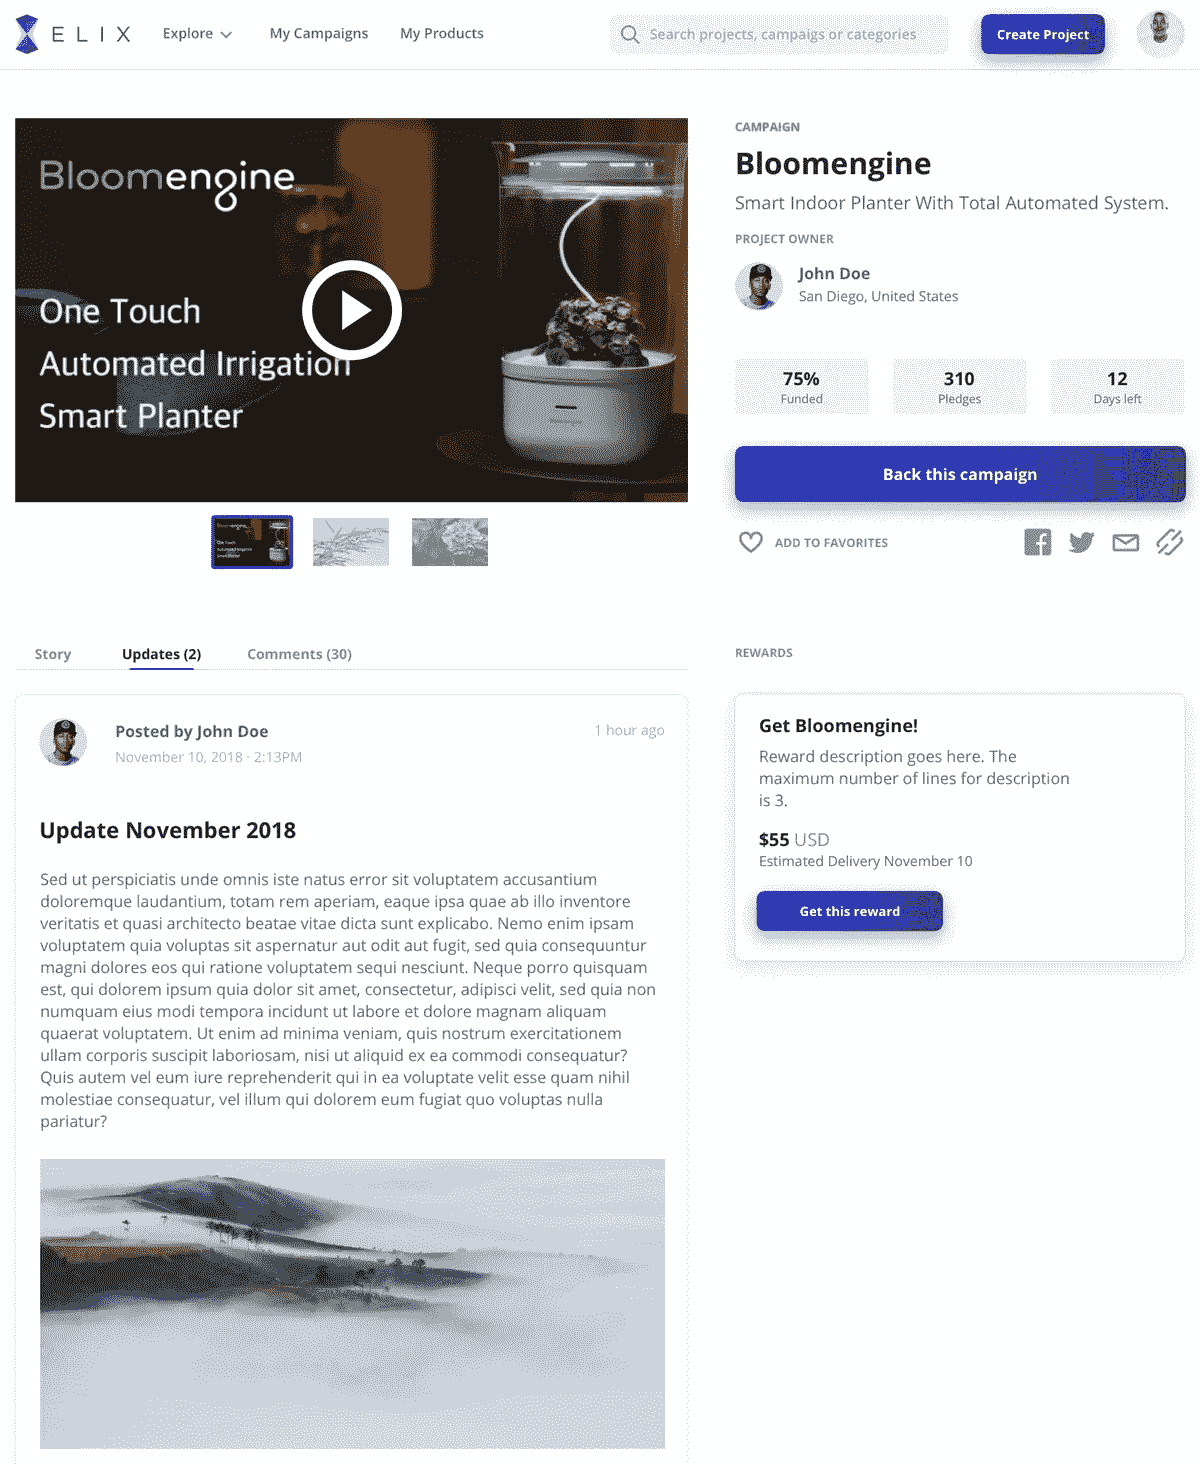 ELIX
Explore
My Campaigns
My Products
Search projects, campaigs or categories
Create Project
Bloomengine
One Touch
Automated Irrigation
Smart Planter
CAMPAIGN
Bloomengine
Smart Indoor Planter With Total Automated System.
PROJECT OWNER
John Doe
San Diego, United States
75%
Funded
310
Pledges
12
Days left
Back this campaign
ADD TO FAVORITES
Story
Updates (2)
Comments (30)
Posted by John Doe
1 hour ago
November 10, 2018 · 2:13PM
Update November 2018
Sed ut perspiciatis unde omnis iste natus error sit voluptatem accusantium
doloremque laudantium, totam rem aperiam, eaque ipsa quae ab illo inventore
veritatis et quasi architecto beatae vitae dicta sunt explicabo. Nemo enim ipsam
voluptatem quia voluptas sit aspernatur aut odit aut fugit, sed quia consequuntur
magni dolores eos qui ratione voluptatem sequi nesciunt. Neque porro quisquam
est, qui dolorem ipsum quia dolor sit amet, consectetur, adipisci velit, sed quia non
numquam eius modi tempora incidunt ut labore et dolore magnam aliquam
quaerat voluptatem. Ut enim ad minima veniam, quis nostrum exercitationem
ullam corporis suscipit laboriosam, nisi ut aliquid ex ea commodi consequatur?
Quis autem vel eum iure reprehenderit qui in ea voluptate velit esse quam nihil
molestiae consequatur, vel illum qui dolorem eum fugiat quo voluptas nulla
pariatur?
REWARDS
Get Bloomengine!
Reward description goes here. The
maximum number of lines for description
is 3.
$55 USD
Estimated Delivery November 10
Get this reward